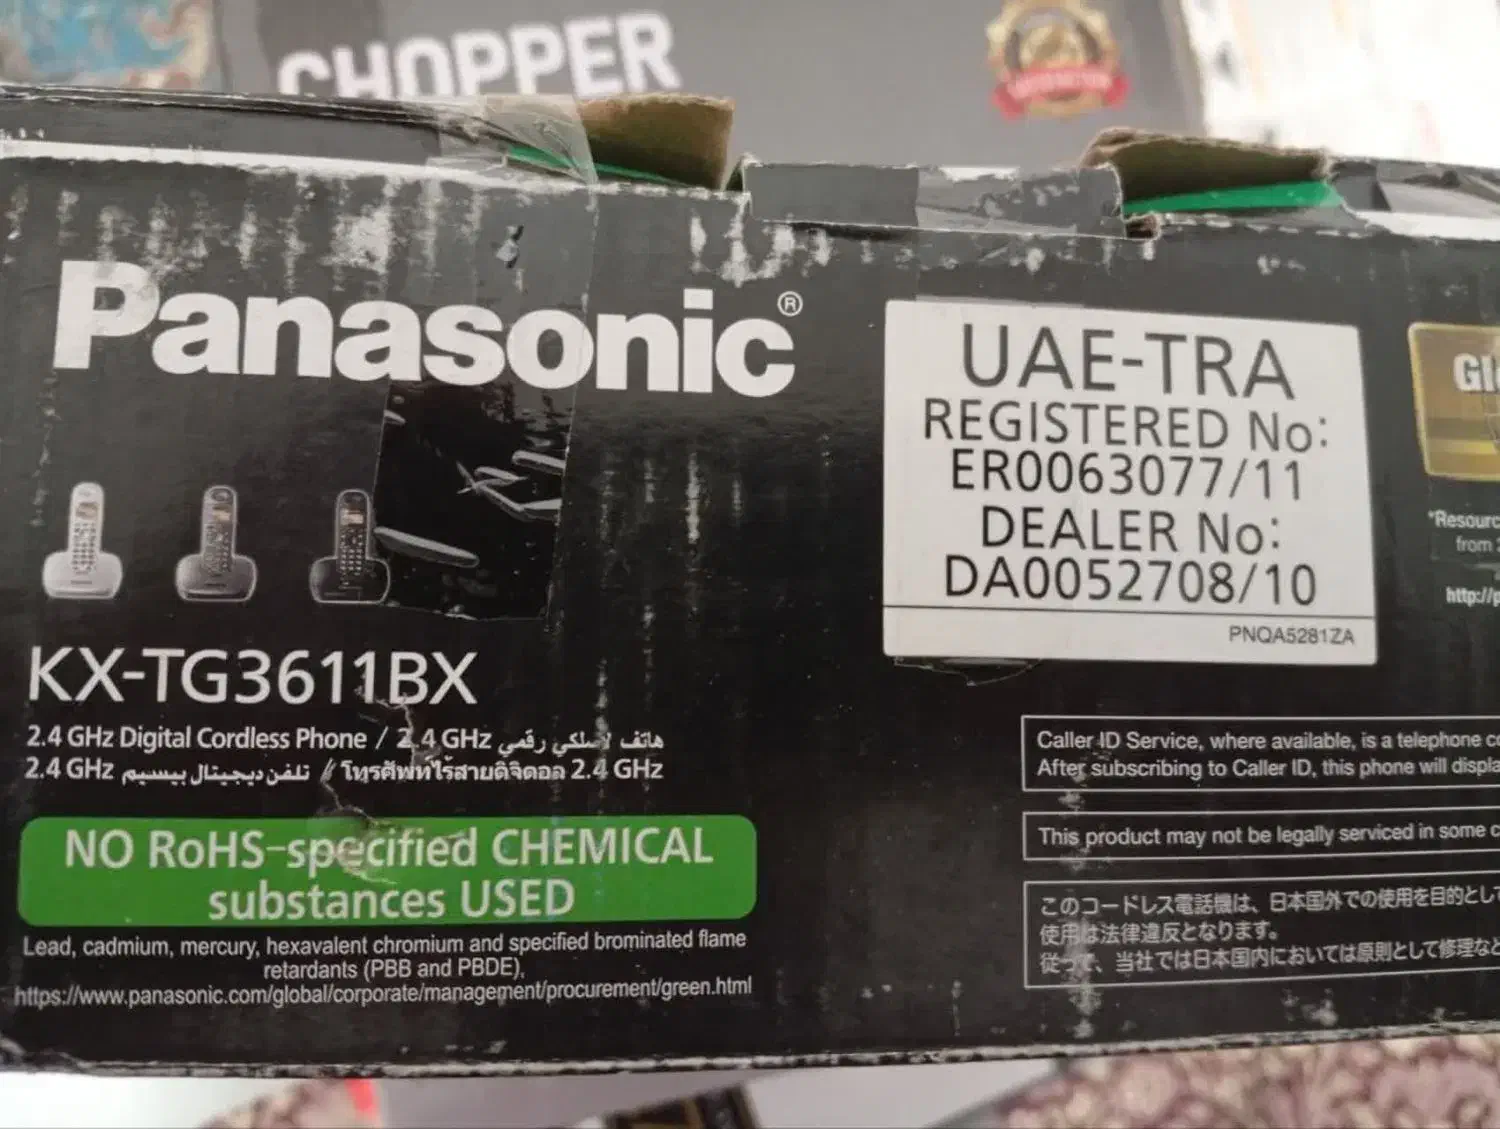 CHOPPER
Panasonic®
KX-TG3611BX
2.4 GHz Digital Cordless Phone / 2.4 GHz هاتف لاسلكي رقمي
2.4 GHz تلفن دیجیتال بیسیم / โทรศัพท์ไร้สายดิจิตอล 2.4 GHz
NO RoHS-specified CHEMICAL
substances USED
Lead, cadmium, mercury, hexavalent chromium and specified brominated flame
retardants (PBB and PBDE),
https://www.panasonic.com/global/corporate/management/procurement/green.html
UAE-TRA
REGISTERED No:
ER0063077/11
DEALER No:
DA0052708/10
PNQA5281ZA
from
http://p
Caller ID Service, where available, is a telephone
After subscribing to Caller ID, this phone will
This product may not be legally serviced in some
このコードレス電話機は、日本国外での使用を目的とし
使用は法律違反となります。
従って、当社では日本国内においては原則として修理など